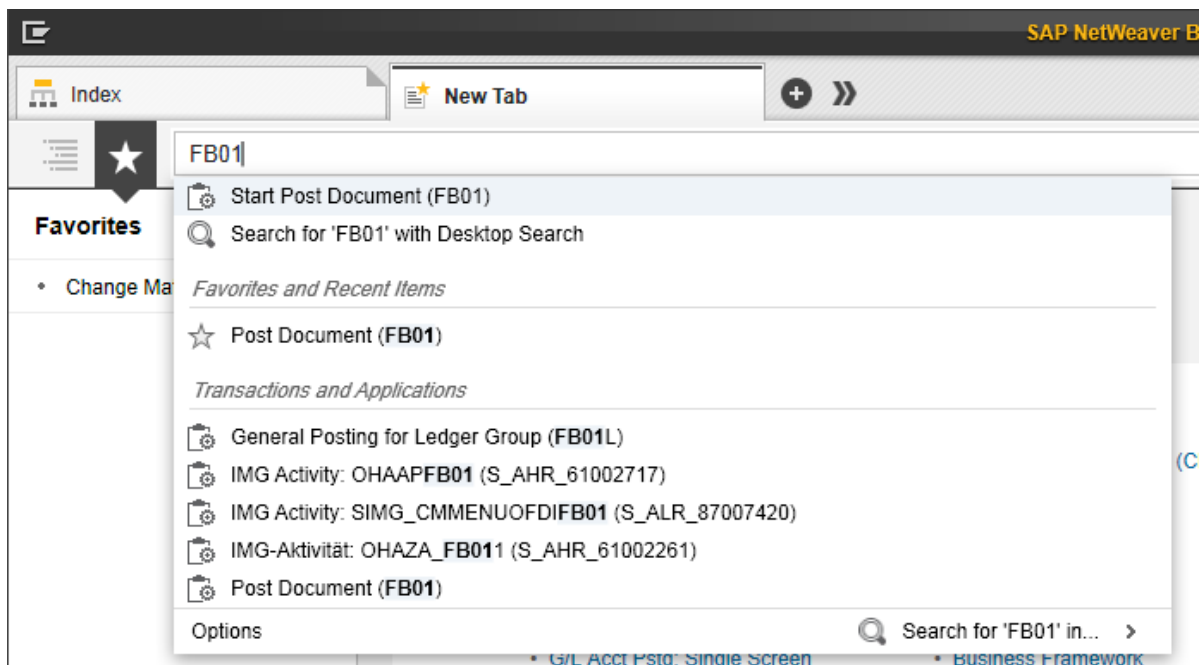 SAP NetWeaver B
Index
New Tab
FB01
Start Post Document (FB01)
Search for 'FB01' with Desktop Search
Favorites
Change Ma
Favorites and Recent Items
Post Document (FB01)
Transactions and Applications
General Posting for Ledger Group (FB01L)
IMG Activity: OHAAPFB01 (S_AHR_61002717)
(C
IMG Activity: SIMG_CMMENUOFDIFB01 (S_ALR_87007420)
IMG-Aktivität: OHAZA_FB011 (S_AHR_61002261)
Post Document (FB01)
Options
Search for 'FB01' in...
G/L Acct Pstg: Single Screen
Business Framework